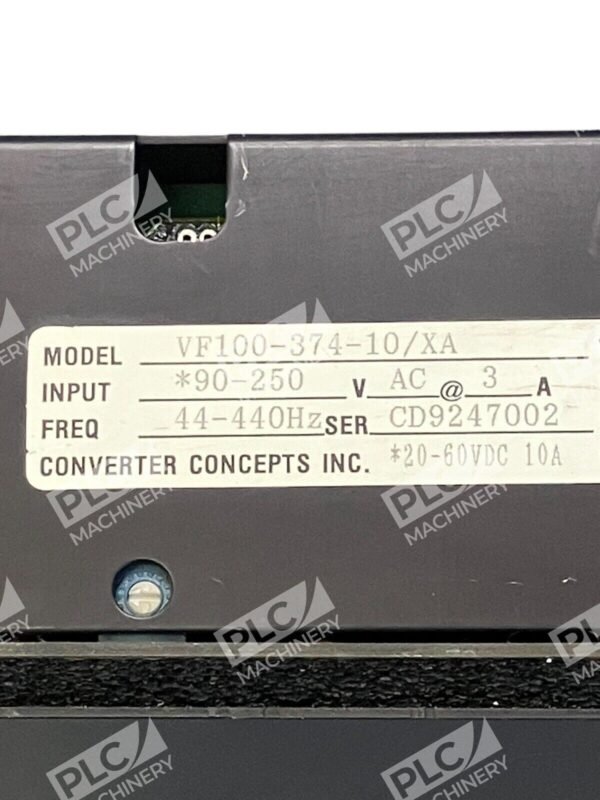 MODEL VF100-374-10/XA
INPUT *90-250 V AC @ 3 A
FREQ 44-440Hz SER CD9247002
CONVERTER CONCEPTS INC. *20-60VDC 10A
PLC MACHINERY